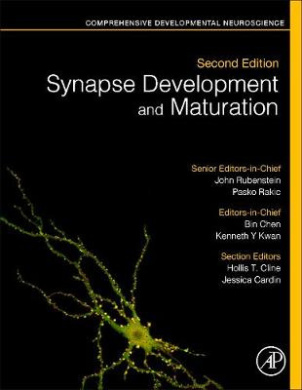 COMPREHENSIVE DEVELOPMENTAL NEUROSCIENCE
Second Edition
Synapse Development
and Maturation
Senior Editors-in-Chief
John Rubenstein
Pasko Rakic
Editors-in-Chief
Bin Chen
Kenneth Y Kwan
Section Editors
Hollis T. Cline
Jessica Cardin
AP